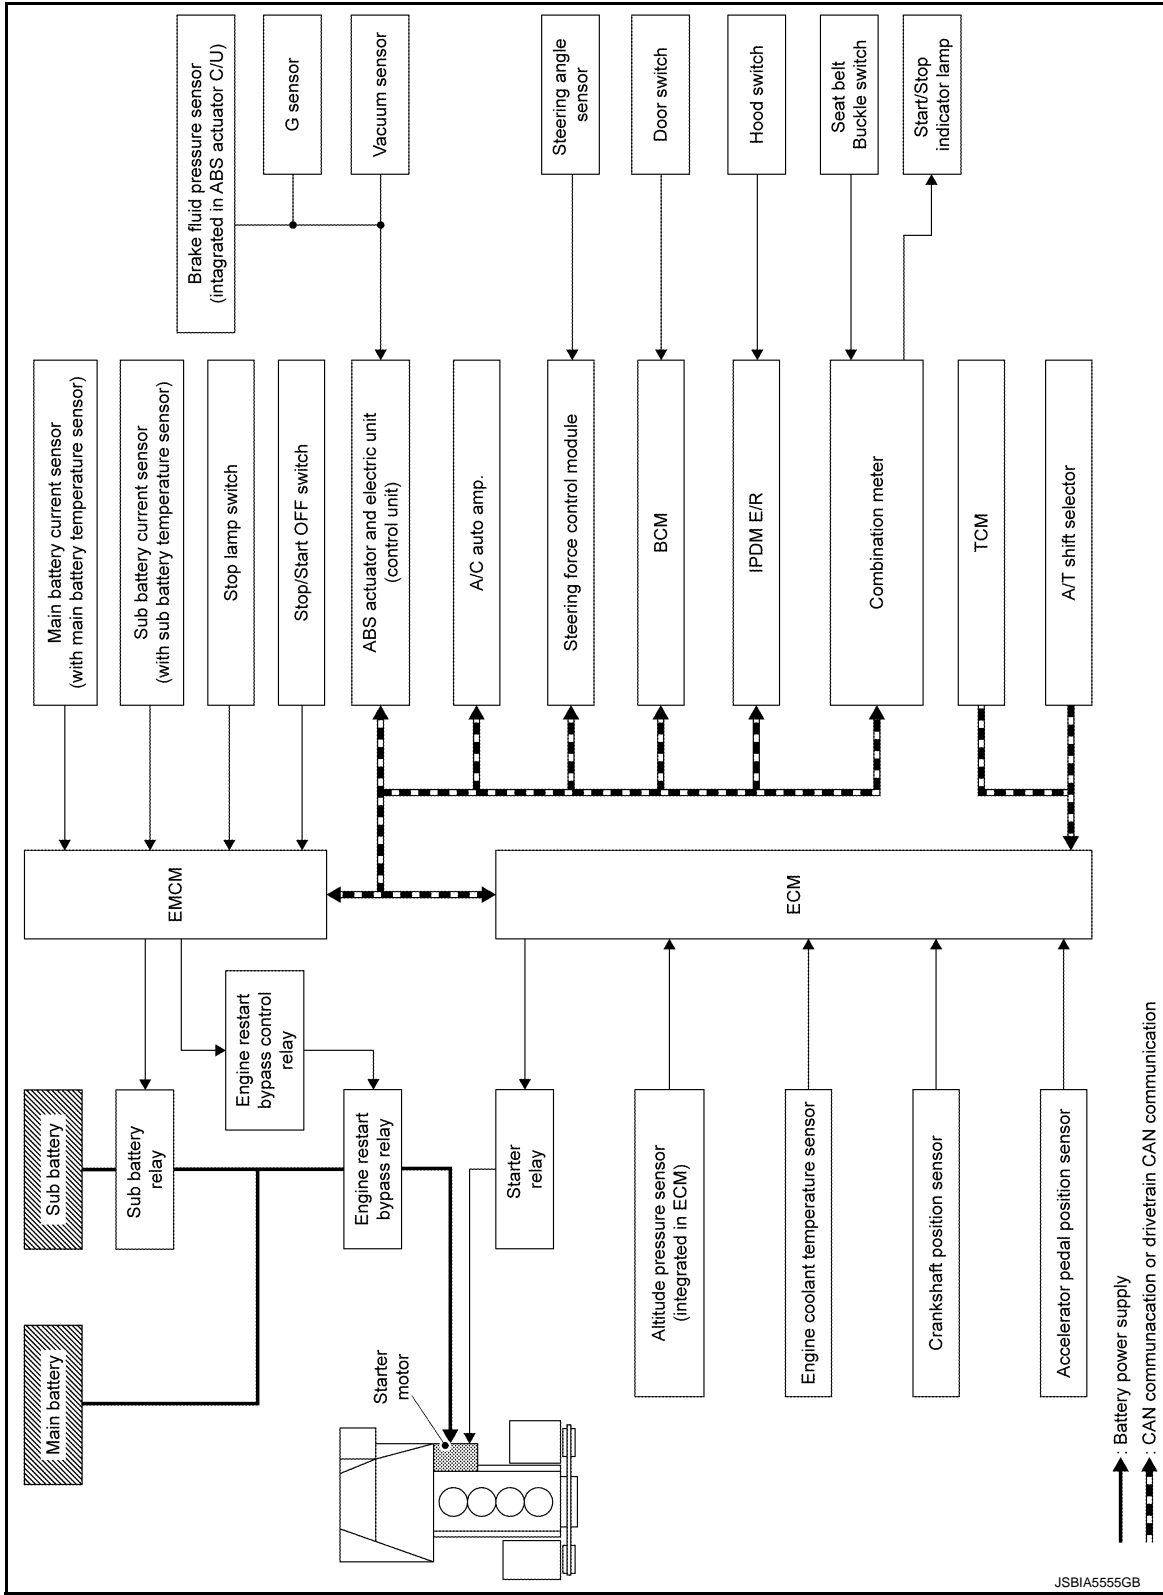 Main battery
Sub battery
Sub battery
relay
Engine restart
bypass control
relay
Engine restart
bypass relay
Starter
motor
Starter
relay
Altitude pressure sensor
(integrated in ECM)
Engine coolant temperature sensor
Crankshaft position sensor
Accelerator pedal position sensor
EMCM
ECM
Main battery current sensor
(with main battery temperature sensor)
Sub battery current sensor
(with sub battery temperature sensor)
Stop lamp switch
Stop/Start OFF switch
ABS actuator and electric unit
(control unit)
A/C auto amp.
Steering force control module
BCM
IPDM E/R
Combination meter
TCM
A/T shift selector
Brake fluid pressure sensor
(intagrated in ABS actuator C/U)
G sensor
Vacuum sensor
Steering angle
sensor
Door switch
Hood switch
Seat belt
Buckle switch
Start/Stop
indicator lamp
: Battery power supply
: CAN communacation or drivetrain CAN communication
JSBIA5555GB